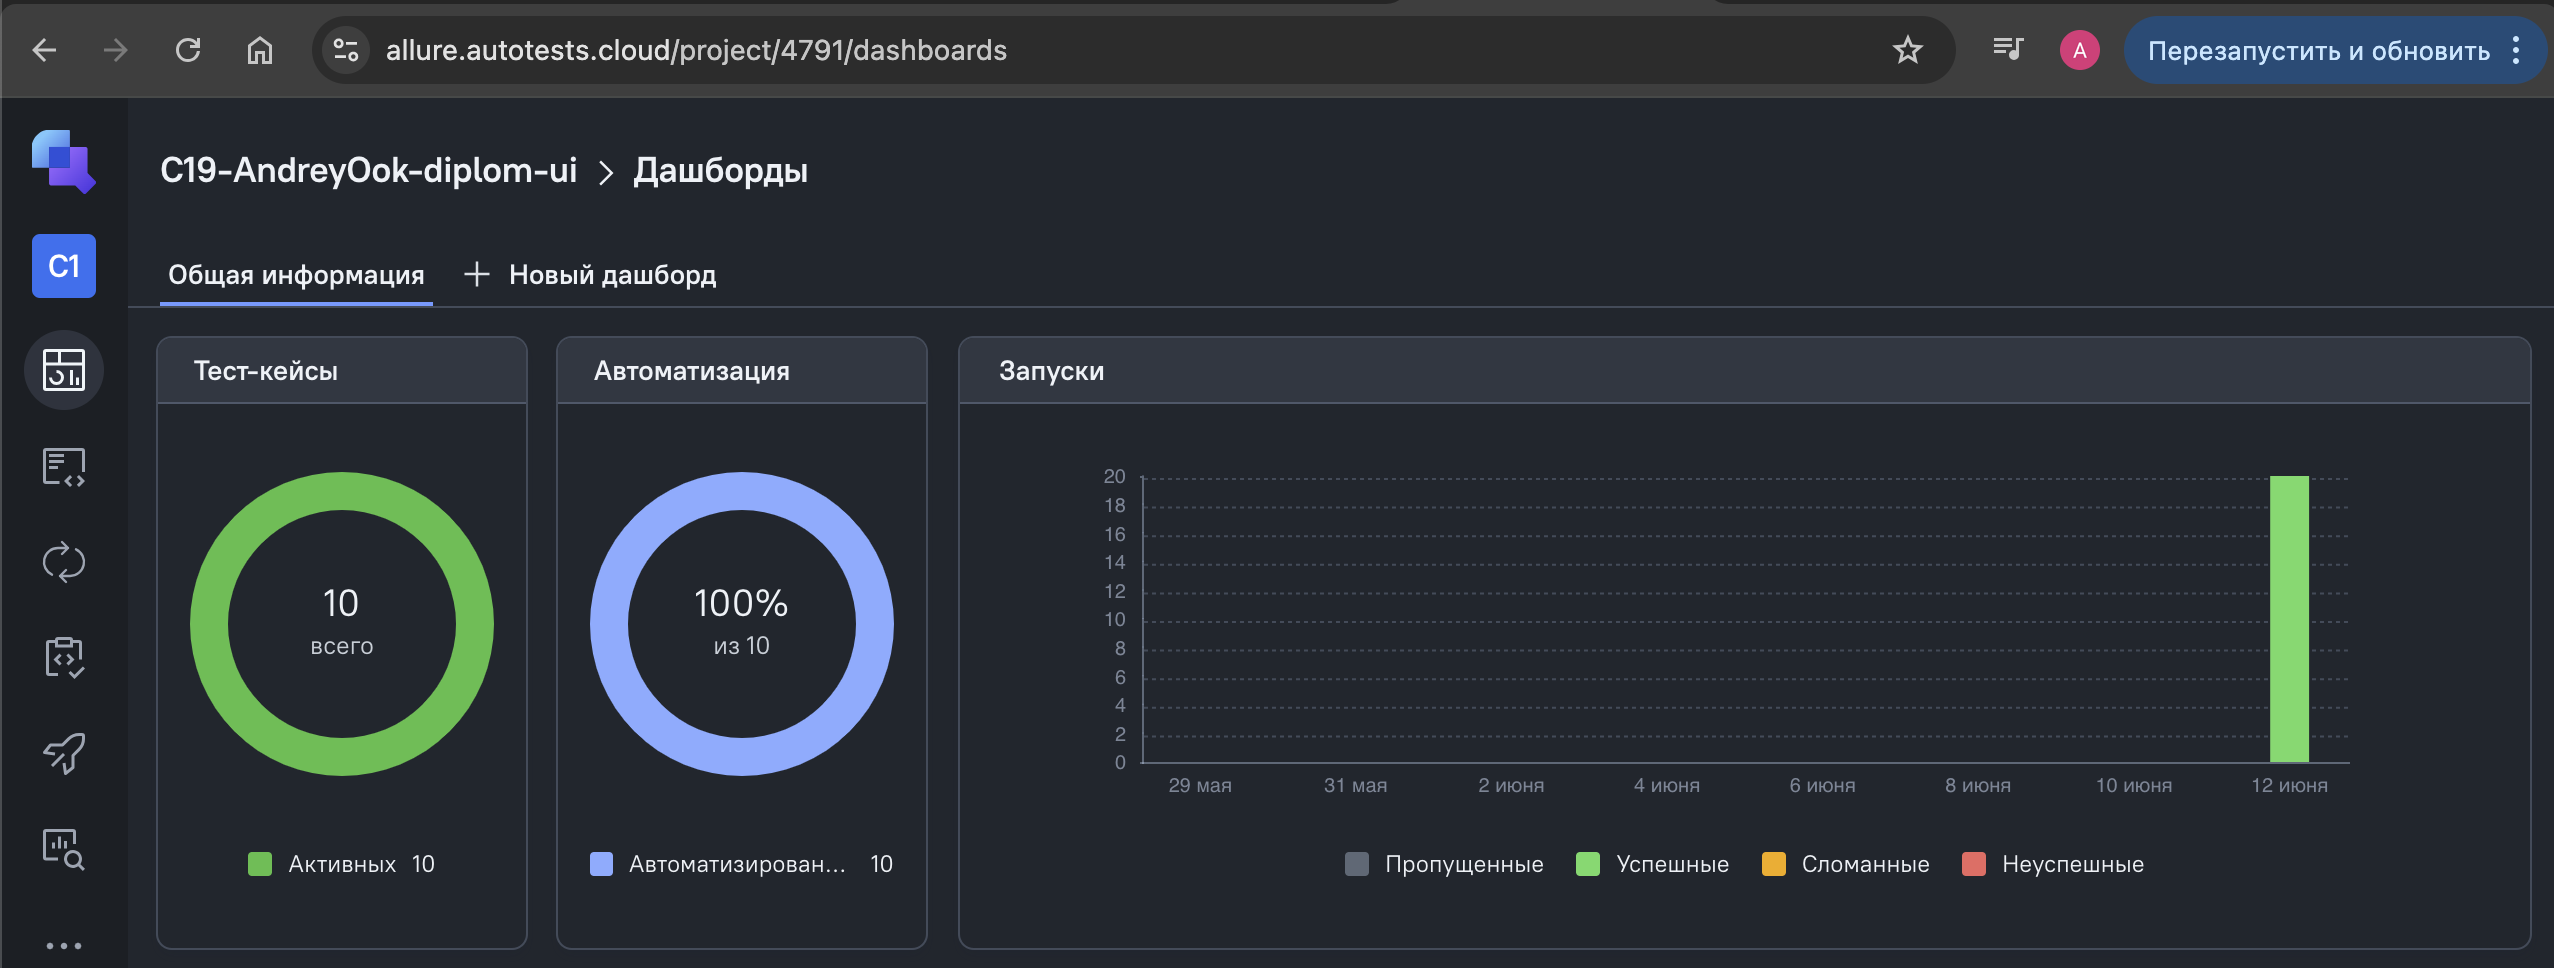 allure.autotests.cloud/project/4791/dashboards
A
Перезапустить и обновить
C19-AndreyOok-diplom-ui > Дашборды
C1
Общая информация
Новый дашборд
Тест-кейсы
10
всего
Активных 10
Автоматизация
100%
из 10
Автоматизирован... 10
Запуски
20
18
16
14
12
10
8
6
4
2
0
29 мая 31 мая 2 июня 4 июня 6 июня 8 июня 10 июня 12 июня
Пропущенные Успешные Сломанные Неуспешные